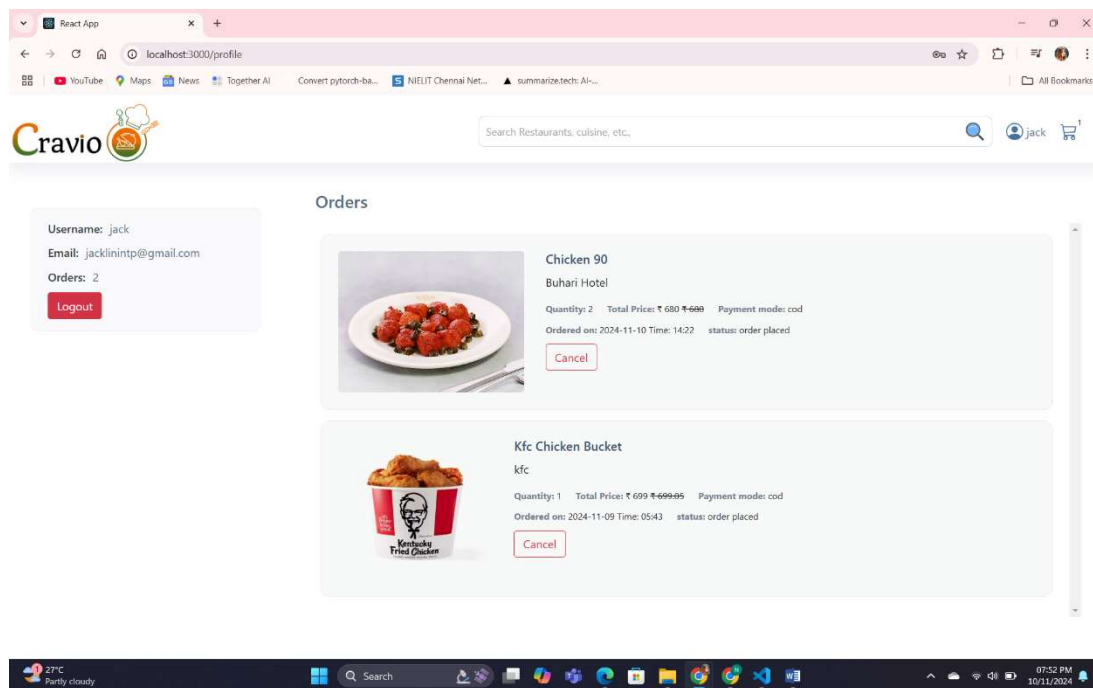 React App
localhost:3000/profile
YouTube Maps News Together AI Convert pytorch-ba... NIELIT Chennai Net... summarize.tech: AI-... All Bookmarks
Cravio
Search Restaurants, cuisine, etc.,
jack 1
Orders
Username: jack
Email: jacklinintp@gmail.com
Orders: 2
Logout
Chicken 90
Buhari Hotel
Quantity: 2 Total Price: ₹ 680 ₹ 680 Payment mode: cod
Ordered on: 2024-11-10 Time: 14:22 status: order placed
Cancel
Kfc Chicken Bucket
kfc
Quantity: 1 Total Price: ₹ 699 ₹ 699.05 Payment mode: cod
Ordered on: 2024-11-09 Time: 05:43 status: order placed
Cancel
Kentucky
Fried Chicken
1
27°C
Partly cloudy
Search
07:52 PM
10/11/2024